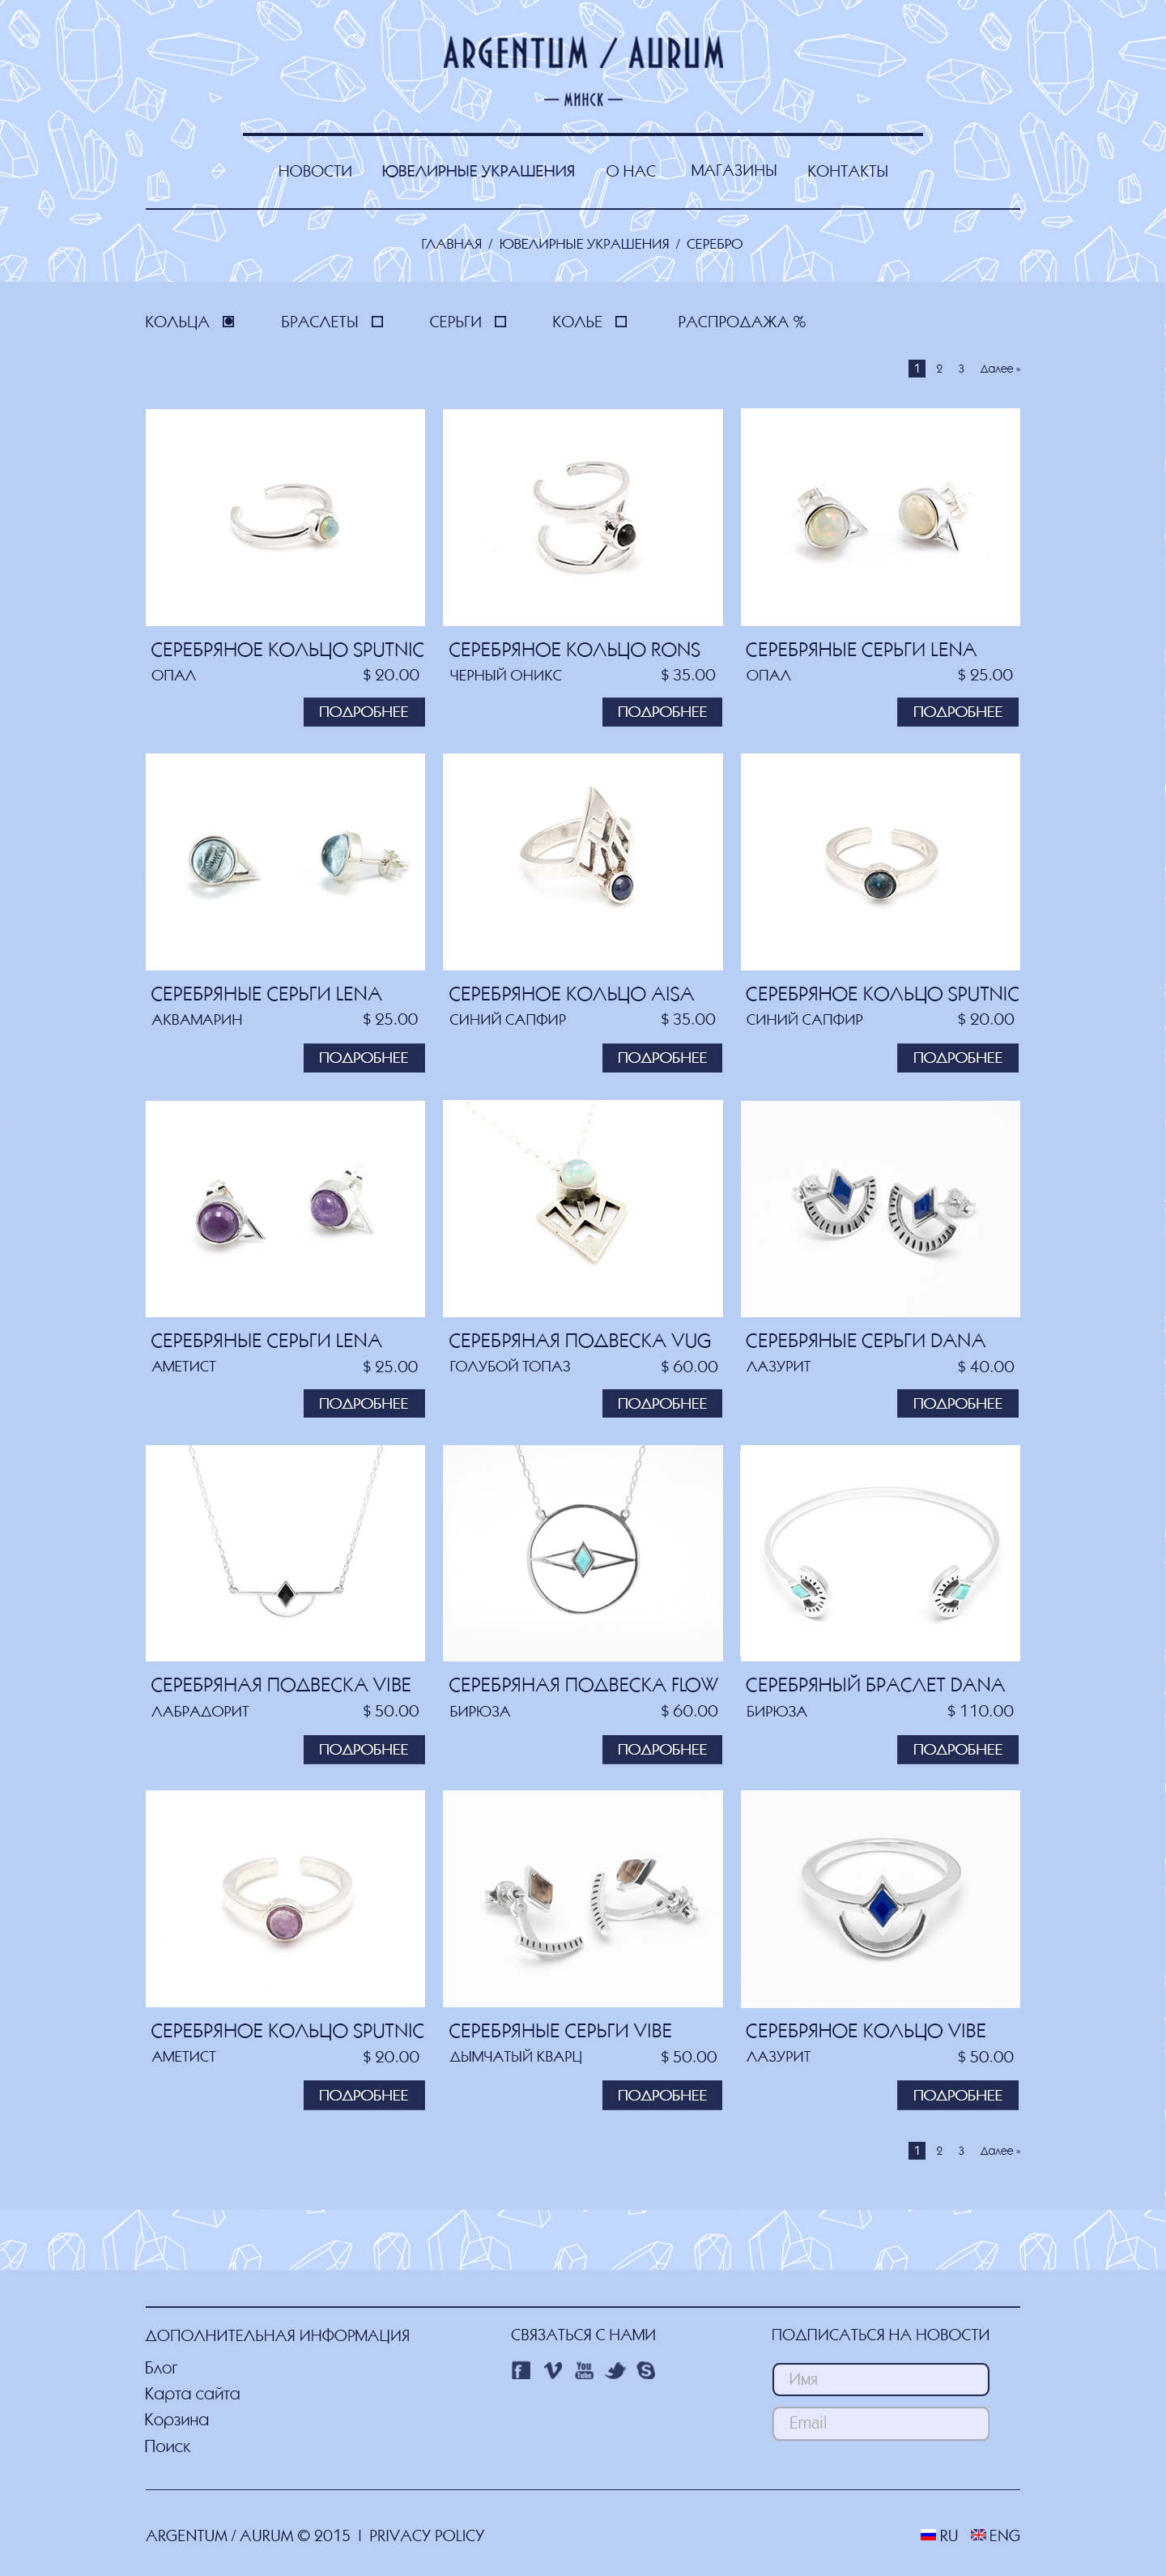 ARGENTUM / AURUM
— МИНСК —
НОВОСТИ ЮВЕЛИРНЫЕ УКРАШЕНИЯ О НАС МАГАЗИНЫ КОНТАКТЫ
ГЛАВНАЯ / ЮВЕЛИРНЫЕ УКРАШЕНИЯ / СЕРЕБРО
КОЛЬЦА БРАСЛЕТЫ СЕРЬГИ КОЛЬЕ РАСПРОДАЖА %
1 2 3 Далее »
СЕРЕБРЯНОЕ КОЛЬЦО SPUTNIC СЕРЕБРЯНОЕ КОЛЬЦО RONS СЕРЕБРЯНЫЕ СЕРЬГИ LENA
ОПАЛ $ 20.00 ЧЕРНЫЙ ОНИКС $ 35.00 ОПАЛ $ 25.00
ПОДРОБНЕЕ ПОДРОБНЕЕ ПОДРОБНЕЕ
СЕРЕБРЯНЫЕ СЕРЬГИ LENA СЕРЕБРЯНОЕ КОЛЬЦО AISA СЕРЕБРЯНОЕ КОЛЬЦО SPUTNIC
АКВАМАРИН $ 25.00 СИНИЙ САПФИР $ 35.00 СИНИЙ САПФИР $ 20.00
ПОДРОБНЕЕ ПОДРОБНЕЕ ПОДРОБНЕЕ
СЕРЕБРЯНЫЕ СЕРЬГИ LENA СЕРЕБРЯНАЯ ПОДВЕСКА VUG СЕРЕБРЯНЫЕ СЕРЬГИ DANA
АМЕТИСТ $ 25.00 ГОЛУБОЙ ТОПАЗ $ 60.00 ЛАЗУРИТ $ 40.00
ПОДРОБНЕЕ ПОДРОБНЕЕ ПОДРОБНЕЕ
СЕРЕБРЯНАЯ ПОДВЕСКА VIBE СЕРЕБРЯНАЯ ПОДВЕСКА FLOW СЕРЕБРЯНЫЙ БРАСЛЕТ DANA
ЛАБРАДОРИТ $ 50.00 БИРЮЗА $ 60.00 БИРЮЗА $ 110.00
ПОДРОБНЕЕ ПОДРОБНЕЕ ПОДРОБНЕЕ
СЕРЕБРЯНОЕ КОЛЬЦО SPUTNIC СЕРЕБРЯНЫЕ СЕРЬГИ VIBE СЕРЕБРЯНОЕ КОЛЬЦО VIBE
АМЕТИСТ $ 20.00 ДЫМЧАТЫЙ КВАРЦ $ 50.00 ЛАЗУРИТ $ 50.00
ПОДРОБНЕЕ ПОДРОБНЕЕ ПОДРОБНЕЕ
1 2 3 Далее »
ДОПОЛНИТЕЛЬНАЯ ИНФОРМАЦИЯ
Блог
Карта сайта
Корзина
Поиск
СВЯЗАТЬСЯ С НАМИ
You Tube
ПОДПИСАТЬСЯ НА НОВОСТИ
Имя
Email
ARGENTUM / AURUM © 2015 | PRIVACY POLICY
RU ENG